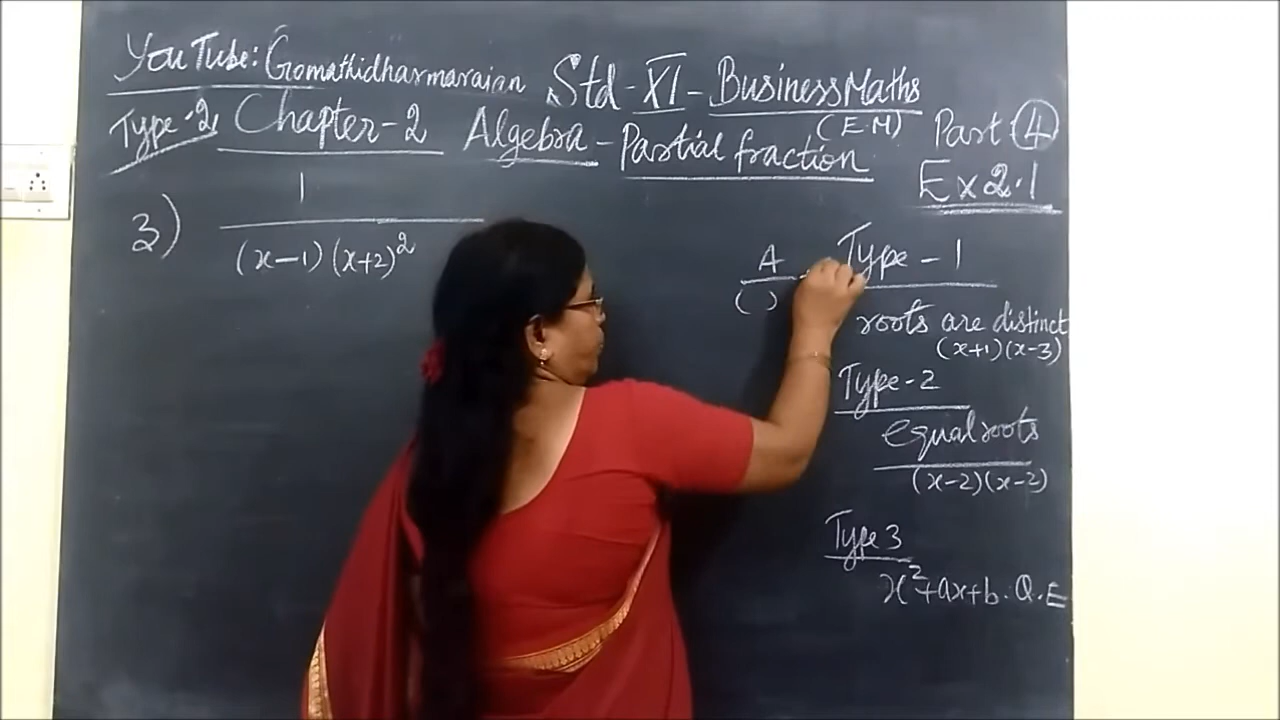 YouTube: Gomathidharmarajan Std-XI-Business Maths
(E.M)
Type-2, Chapter-2 Algebra-Partial fraction Part 4
Ex 2.1
3) 1
(x-1)(x+2)²
A
( )
Type-1
roots are distinct
(x+1)(x-3)
Type-2
equal roots
(x-2)(x-2)
Type 3
x²+ax+b. Q.E